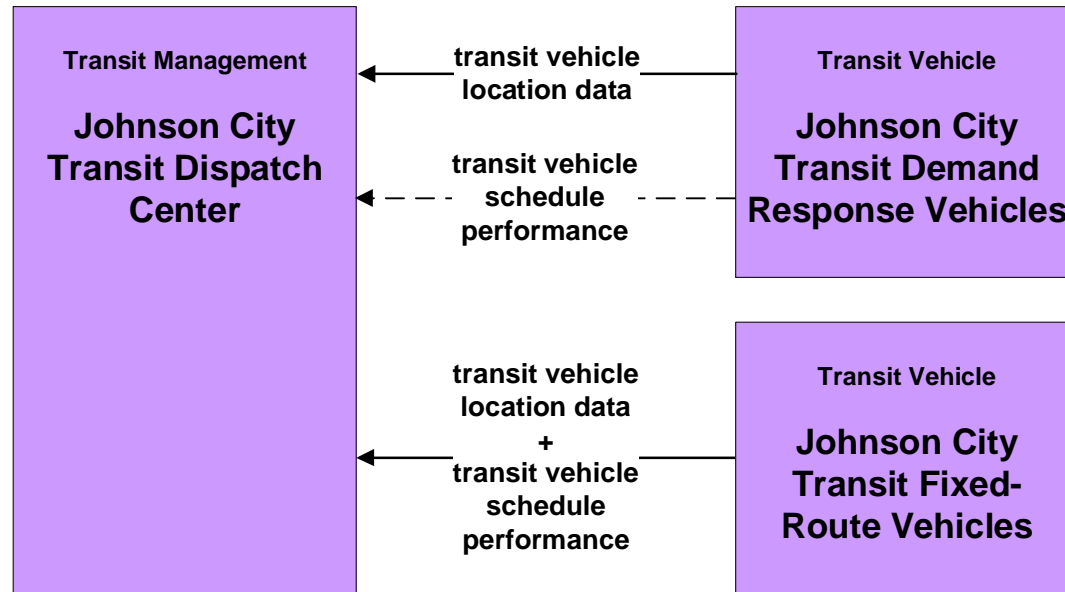 Transit Management
Johnson City
Transit Dispatch
Center
transit vehicle
location data
transit vehicle
schedule
performance
Transit Vehicle
Johnson City
Transit Demand
Response Vehicles
transit vehicle
location data
+
transit vehicle
schedule
performance
Transit Vehicle
Johnson City
Transit Fixed-
Route Vehicles